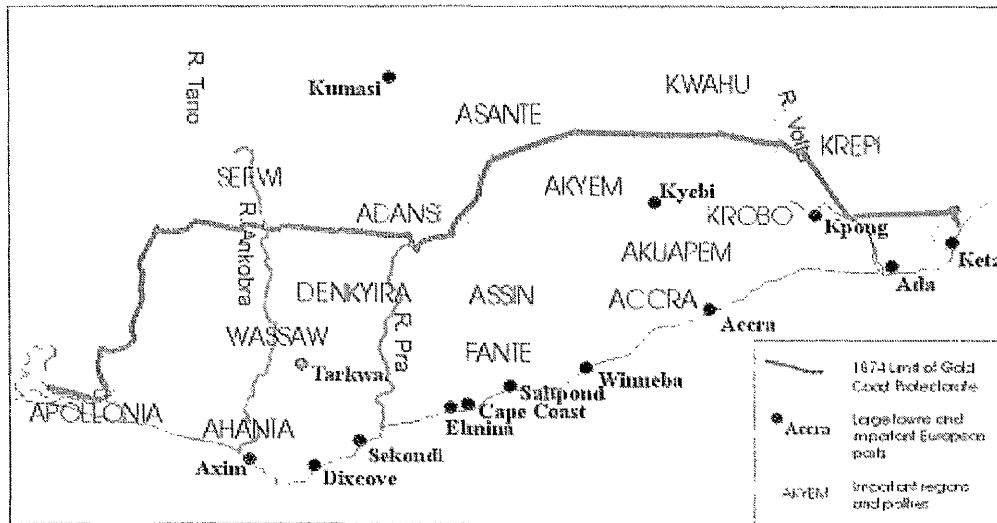 R. Tano
Kumasi
KWAHU
ASANTE
R. Volta
KREPI
SEFWI
AKYEM
Kyebi
ADANSI
KROBO
Kpong
R. Ankobra
AKUAPEM
Keta
DENKYIRA
ASSIN
Ada
ACCRA
Accra
WASSAW
R. Pra
FANTE
Tarkwa
Winneba
Saltpond
APOLLONIA
Cape Coast
Elmina
AHANTA
Sekondi
Axim
Dixcove
1874 Limit of Gold
Coast Protectorate
Accra
Large towns and
important European
AKYEM
Important regions
and polities